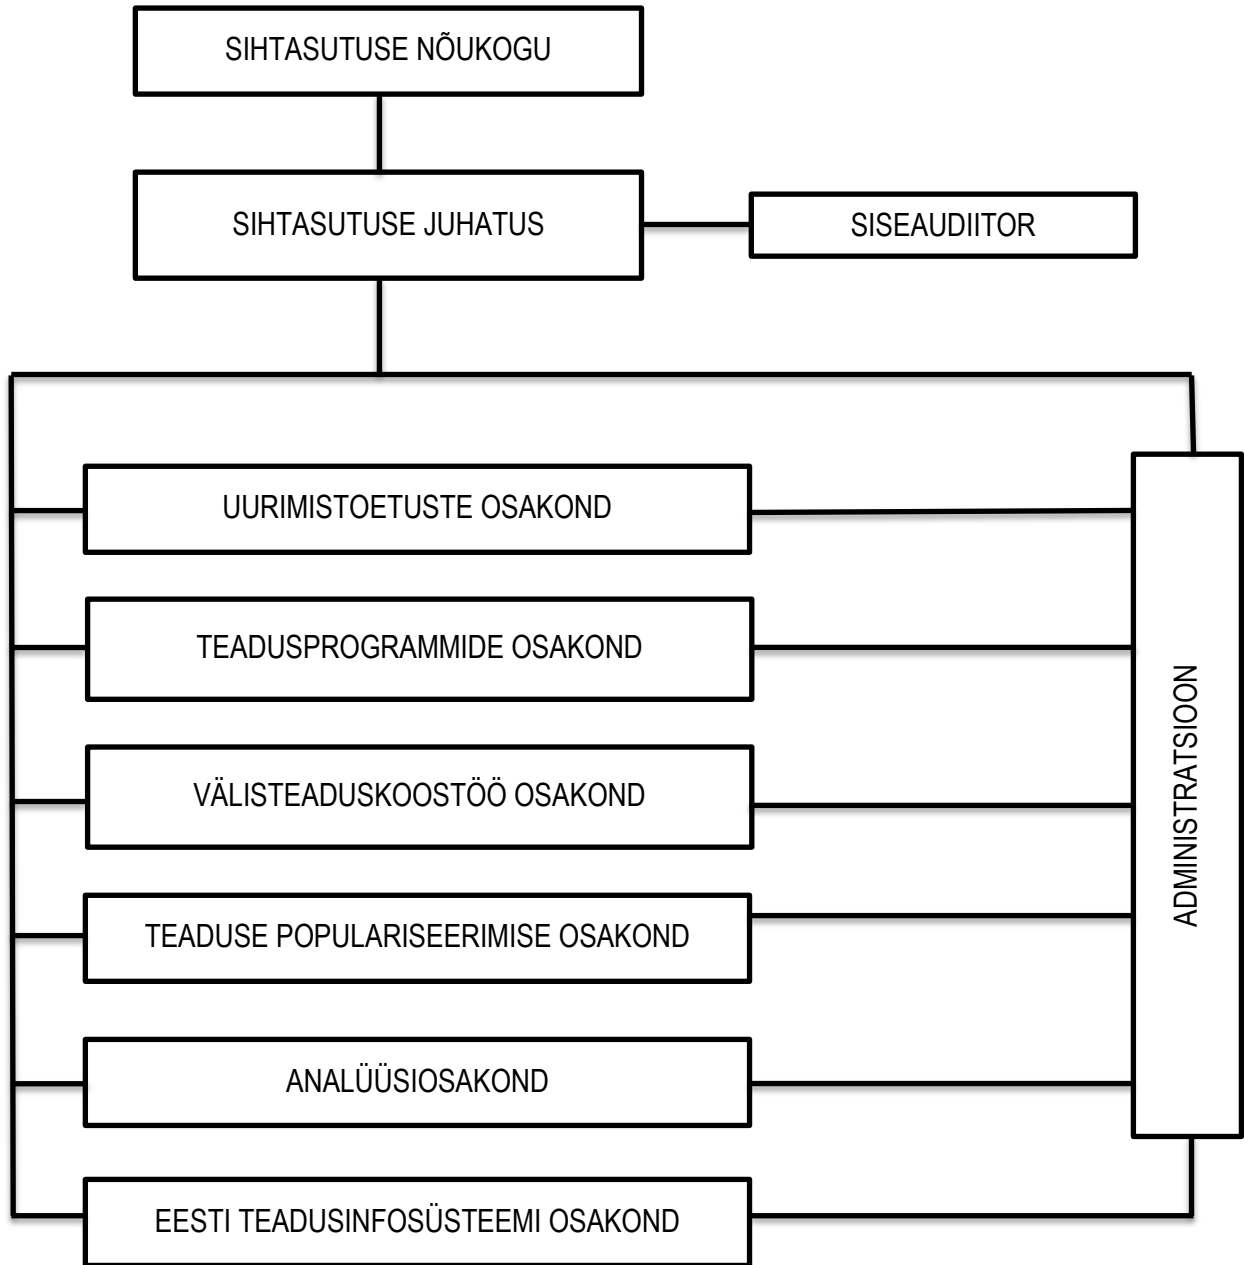 SIHTASUTUSE NÕUKOGU
SIHTASUTUSE JUHATUS
SISEAUDIITOR
UURIMISTOETUSTE OSAKOND
TEADUSPROGRAMMIDE OSAKOND
VÄLISTEADUSKOOSTÖÖ OSAKOND
TEADUSE POPULARISEERIMISE OSAKOND
ANALÜÜSIOSAKOND
EESTI TEADUSINFOSÜSTEEMI OSAKOND
ADMINISTRATSIOON